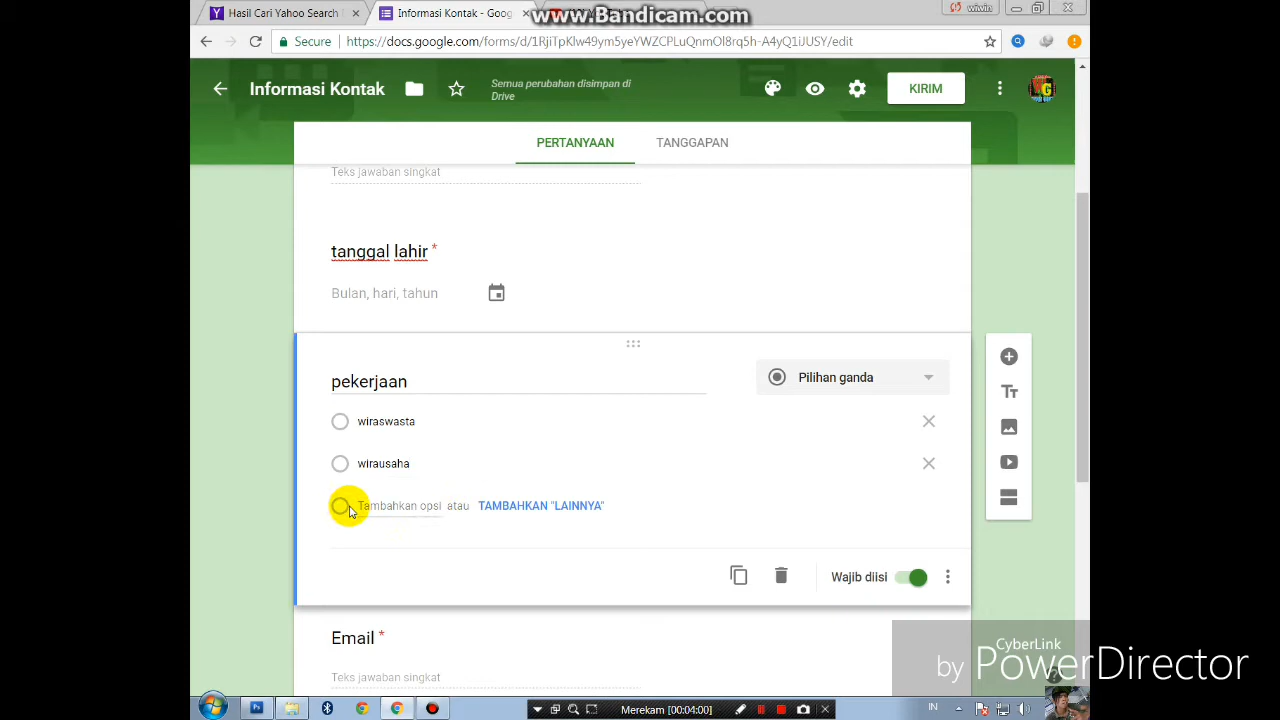 Hasil Cari Yahoo Search
Informasi Kontak - Goog
www.Bandicam.com
wiwin
Secure
https://docs.google.com/forms/d/1RjiTpKlw49ym5yeYWZCPLuQnmOl8rq5h-A4yQ1iJUSY/edit
Informasi Kontak
Semua perubahan disimpan di
Drive
KIRIM
PERTANYAAN
TANGGAPAN
Teks jawaban singkat
tanggal lahir *
Bulan, hari, tahun
pekerjaan
Pilihan ganda
wiraswasta
wirausaha
Tambahkan opsi atau TAMBAHKAN "LAINNYA"
Wajib diisi
Email *
Teks jawaban singkat
CyberLink
by PowerDirector
Merekam [00:04:00]
IN